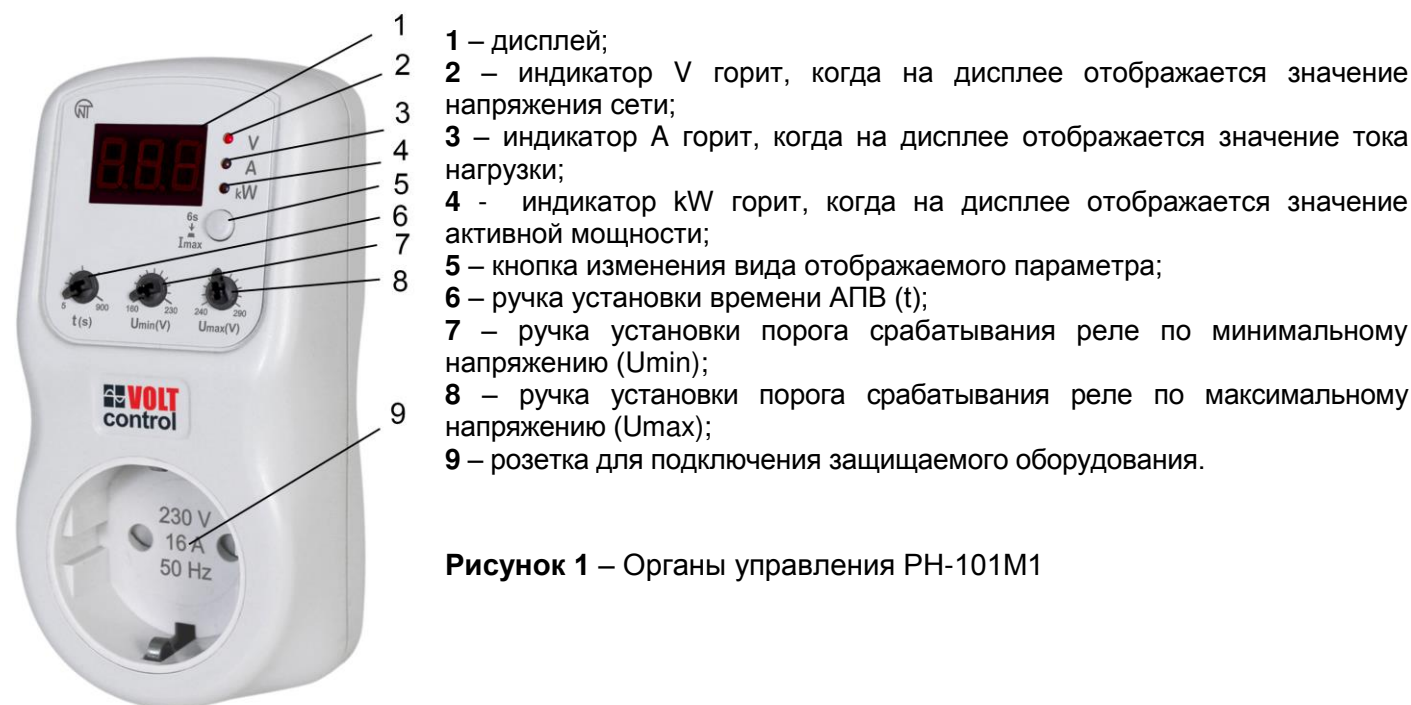 1
2
3
4
5
6
7
8
9
NT
V
A
kW
6s
Imax
5 900
160 230
240 290
t(s)
Umin(V)
Umax(V)
VOLT
control
230 V
16 A
50 Hz
1 – дисплей;
2 – индикатор V горит, когда на дисплее отображается значение
напряжения сети;
3 – индикатор A горит, когда на дисплее отображается значение тока
нагрузки;
4 - индикатор kW горит, когда на дисплее отображается значение
активной мощности;
5 – кнопка изменения вида отображаемого параметра;
6 – ручка установки времени АПВ (t);
7 – ручка установки порога срабатывания реле по минимальному
напряжению (Umin);
8 – ручка установки порога срабатывания реле по максимальному
напряжению (Umax);
9 – розетка для подключения защищаемого оборудования.
Рисунок 1 – Органы управления РН-101М1